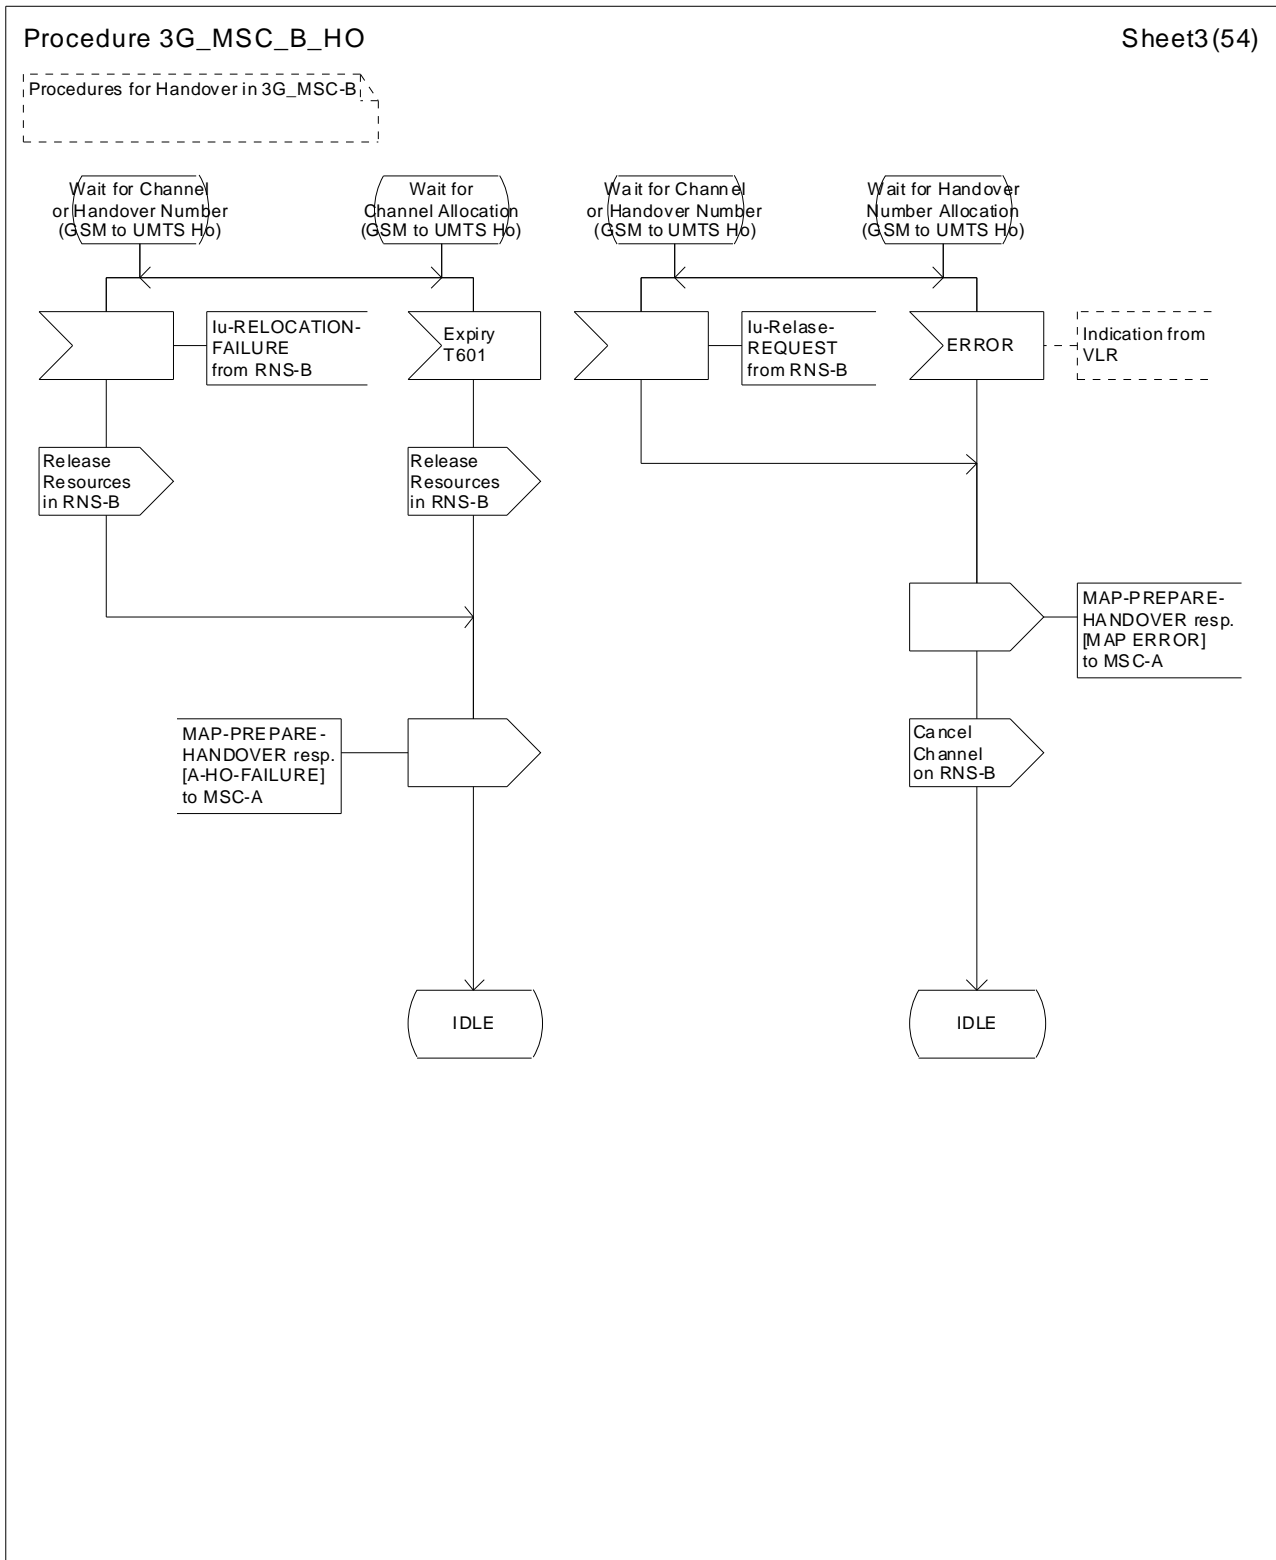 Procedure 3G_MSC_B_HO
Sheet3(54)
Procedures for Handover in 3G_MSC-B
Wait for Channel
or Handover Number
(GSM to UMTS Ho)
Wait for
Channel Allocation
(GSM to UMTS Ho)
Wait for Channel
or Handover Number
(GSM to UMTS Ho)
Wait for Handover
Number Allocation
(GSM to UMTS Ho)
Iu-RELOCATION-
FAILURE
from RNS-B
Expiry
T601
Iu-Relase-
REQUEST
from RNS-B
ERROR
Indication from
VLR
Release
Resources
in RNS-B
Release
Resources
in RNS-B
MAP-PREPARE-
HANDOVER resp.
[MAP ERROR]
to MSC-A
MAP-PREPARE-
HANDOVER resp.
[A-HO-FAILURE]
to MSC-A
Cancel
Channel
on RNS-B
IDLE
IDLE